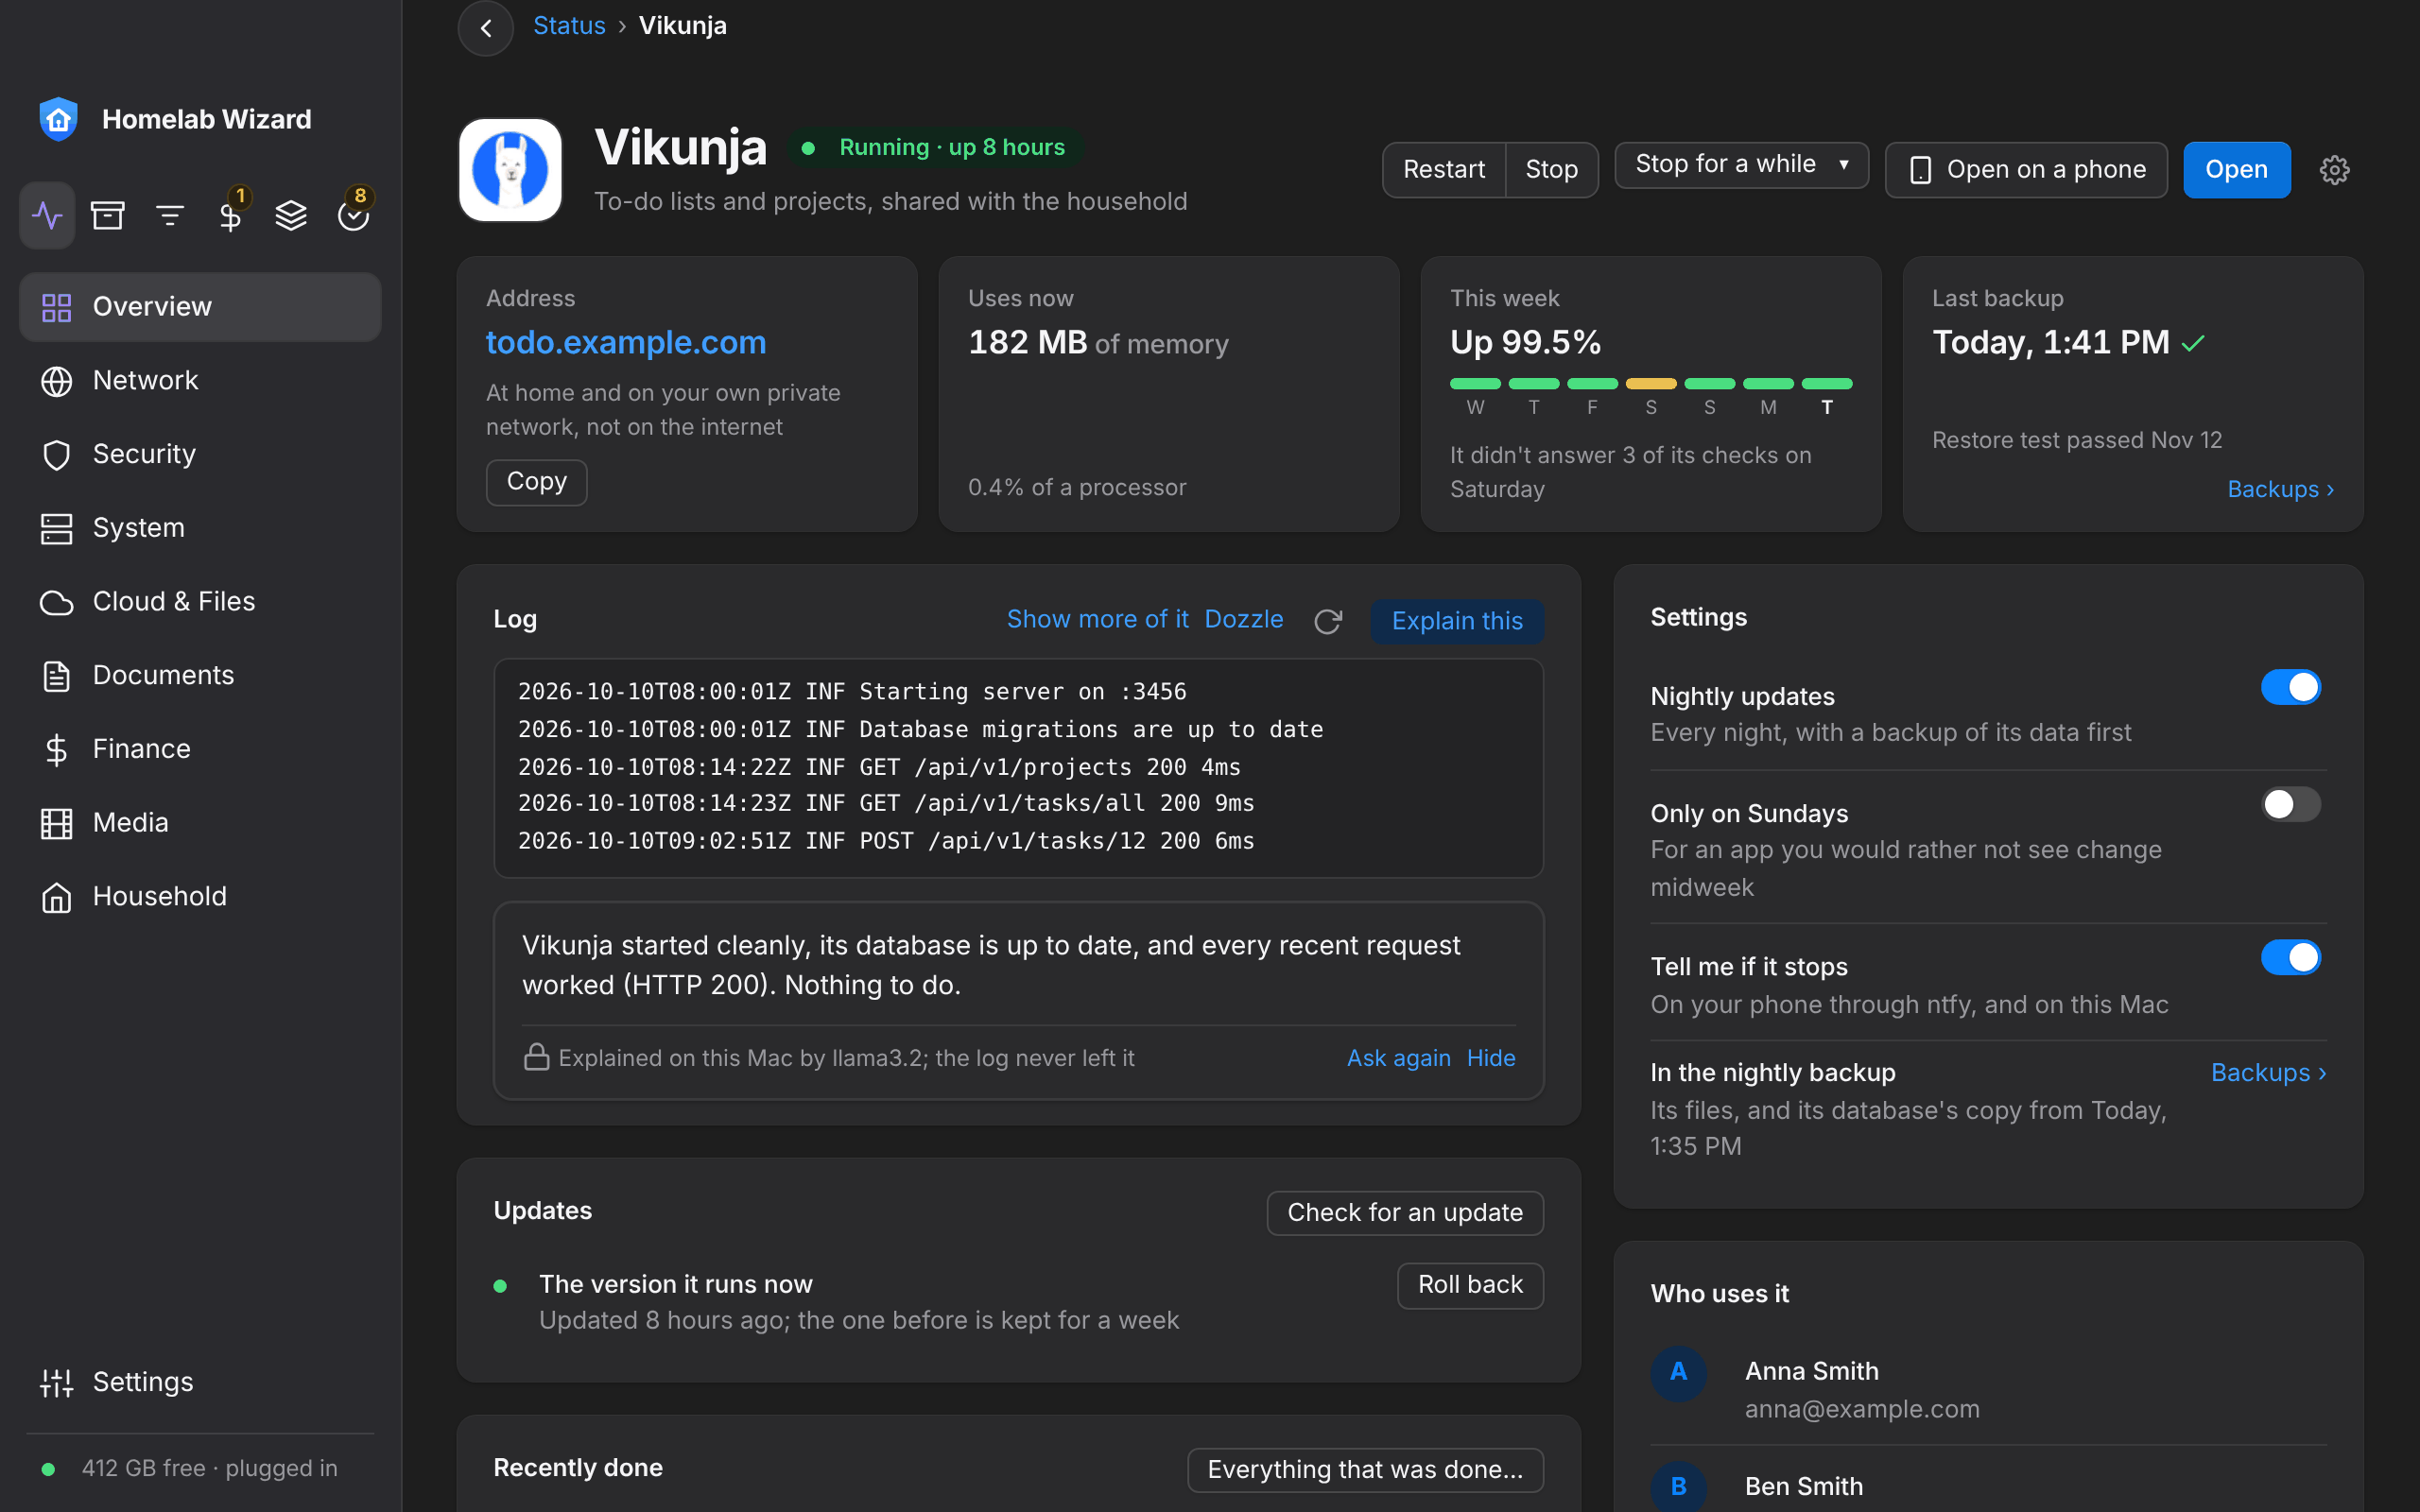 Status › Vikunja
Homelab Wizard
1
8
Overview
Network
Security
System
Cloud & Files
Documents
Finance
Media
Household
Settings
412 GB free · plugged in
Vikunja
Running · up 8 hours
To-do lists and projects, shared with the household
Restart
Stop
Stop for a while
Open on a phone
Open
Address
todo.example.com
At home and on your own private
network, not on the internet
Copy
Uses now
182 MB of memory
0.4% of a processor
This week
Up 99.5%
W T F S S M T
It didn't answer 3 of its checks on
Saturday
Last backup
Today, 1:41 PM
Restore test passed Nov 12
Backups ›
Log
Show more of it
Dozzle
Explain this
2026-10-10T08:00:01Z INF Starting server on :3456
2026-10-10T08:00:01Z INF Database migrations are up to date
2026-10-10T08:14:22Z INF GET /api/v1/projects 200 4ms
2026-10-10T08:14:23Z INF GET /api/v1/tasks/all 200 9ms
2026-10-10T09:02:51Z INF POST /api/v1/tasks/12 200 6ms
Vikunja started cleanly, its database is up to date, and every recent request
worked (HTTP 200). Nothing to do.
Explained on this Mac by llama3.2; the log never left it
Ask again
Hide
Updates
Check for an update
The version it runs now
Updated 8 hours ago; the one before is kept for a week
Roll back
Recently done
Everything that was done...
Settings
Nightly updates
Every night, with a backup of its data first
Only on Sundays
For an app you would rather not see change
midweek
Tell me if it stops
On your phone through ntfy, and on this Mac
In the nightly backup
Backups ›
Its files, and its database's copy from Today,
1:35 PM
Who uses it
A
Anna Smith
anna@example.com
B
Ben Smith